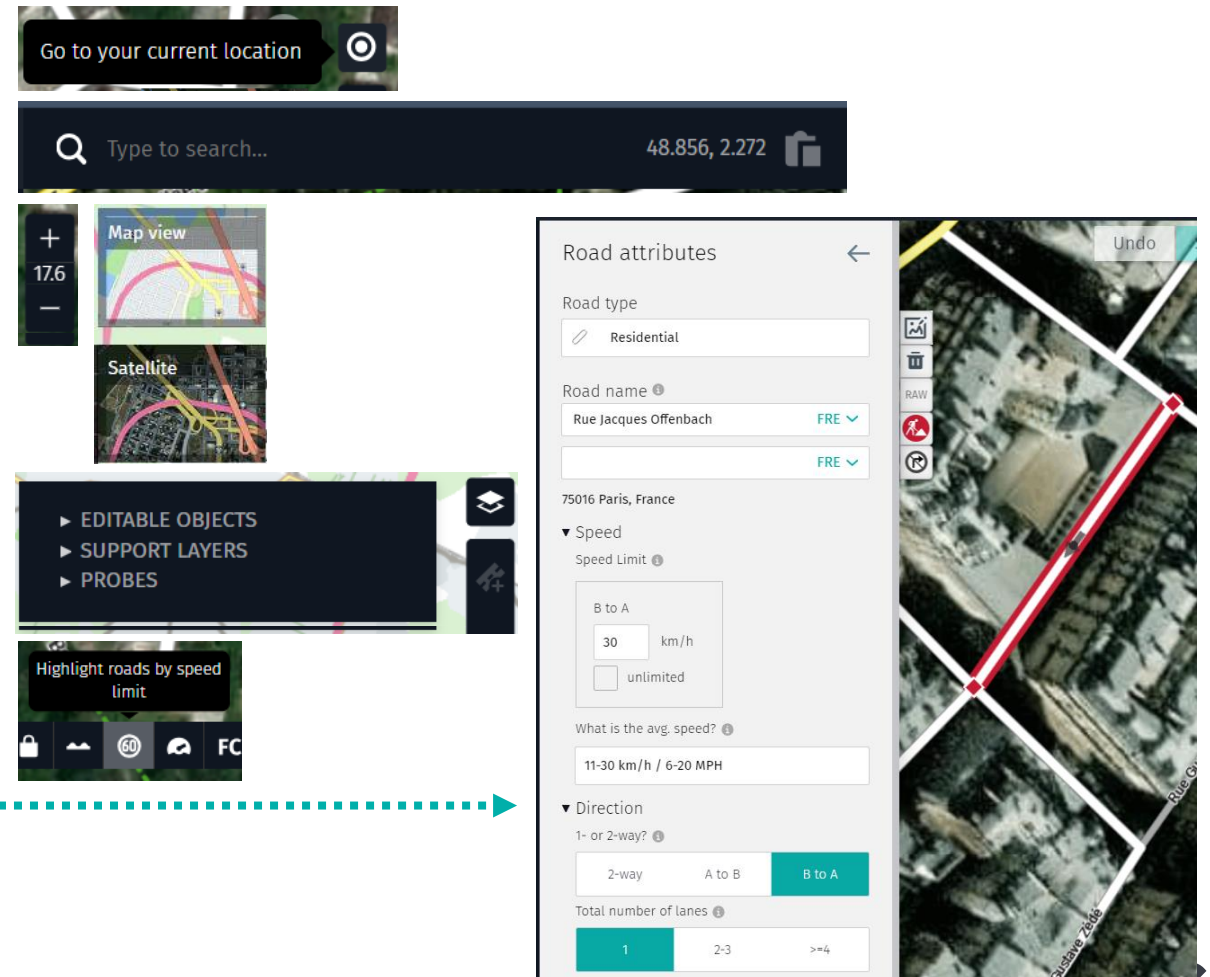 Go to your current location
Type to search...
48.856, 2.272
+
17.6
—
Map view
Satellite
► EDITABLE OBJECTS
► SUPPORT LAYERS
► PROBES
Highlight roads by speed
limit
60
FC
Road attributes
Road type
Residential
Road name
Rue Jacques Offenbach
FRE
FRE
75016 Paris, France
▼ Speed
Speed Limit
B to A
30 km/h
unlimited
What is the avg. speed?
11-30 km/h / 6-20 MPH
▼ Direction
1- or 2-way?
2-way A to B B to A
Total number of lanes
1 2-3 >=4
Undo
RAW
Rue G
Gustave Zédé